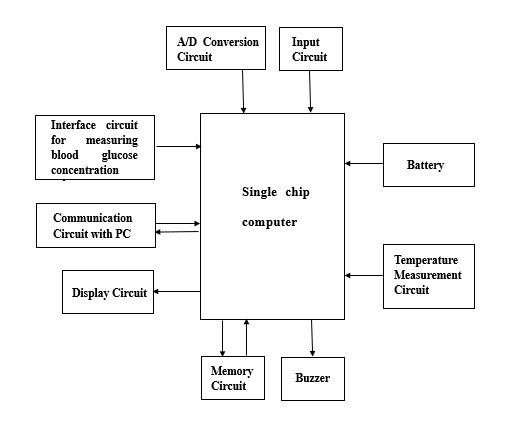 A/D Conversion
Circuit
Input
Circuit
Interface circuit
for measuring
blood glucose
concentration
Battery
Single chip
computer
Communication
Circuit with PC
Temperature
Measurement
Circuit
Display Circuit
Memory
Circuit
Buzzer